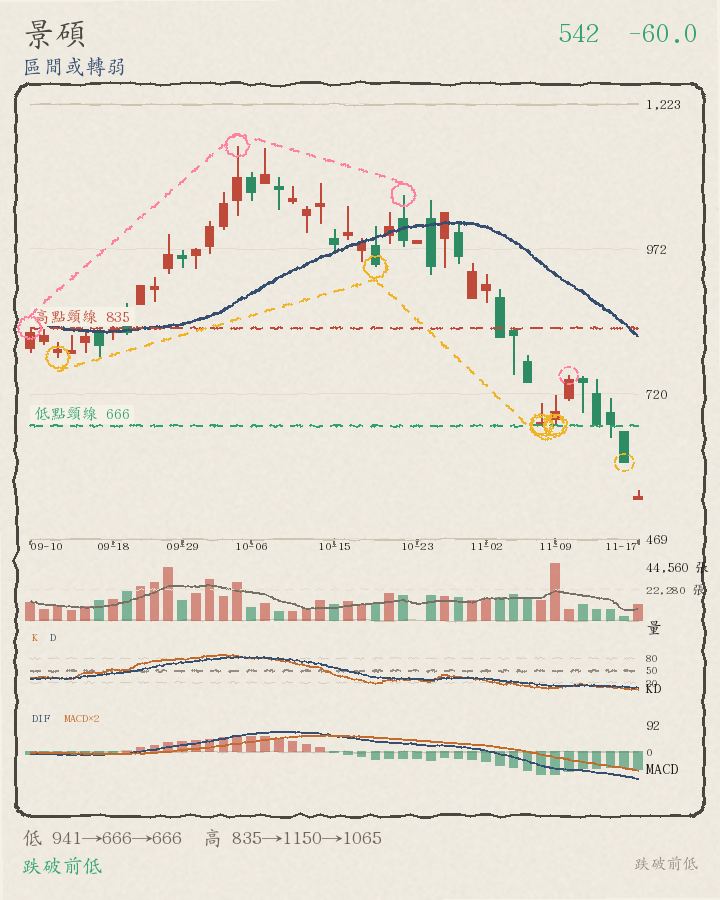 景碩
542 -60.0
區間或轉弱
1,223
972
高點頸線 835
720
低點頸線 666
469
09-10 09-18 09-29 10-06 10-15 10-23 11-02 11-09 11-17
44,560 張
22,280 張
量
K D
80
50
20
KD
DIF MACD×2
92
0
MACD
低 941→666→666 高 835→1150→1065
跌破前低
跌破前低